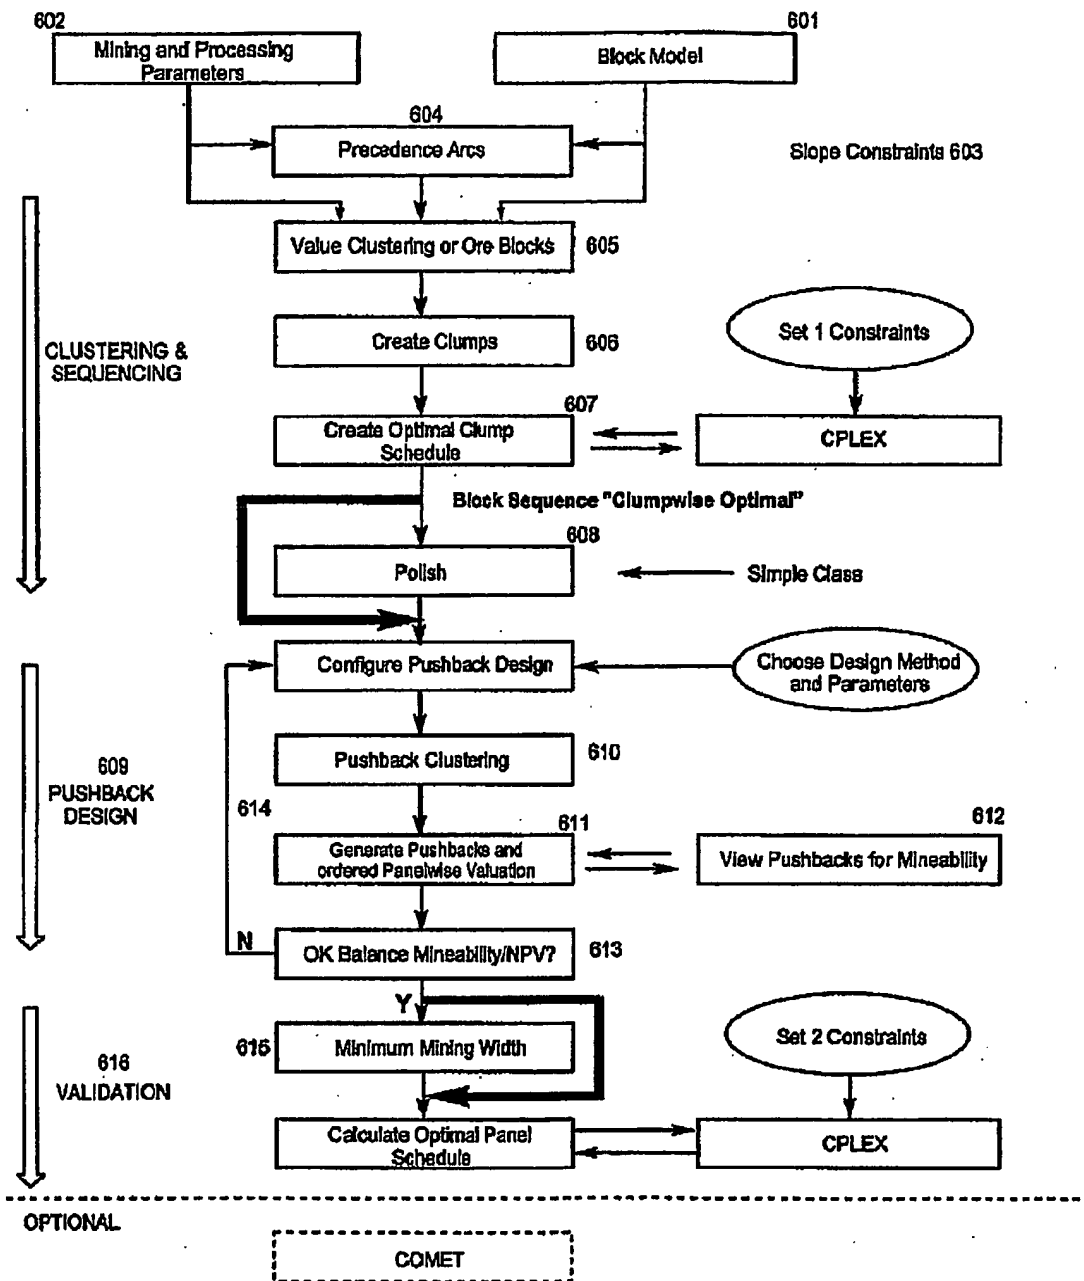 602
601
Mining and Processing
Parameters
Block Model
604
Precedence Arcs
Slope Constraints 603
Value Clustering or Ore Blocks
605
CLUSTERING &
SEQUENCING
Create Clumps
606
Set 1 Constraints
607
Create Optimal Clump
Schedule
CPLEX
Block Sequence "Clumpwise Optimal"
608
Polish
Simple Class
Configure Pushback Design
Choose Design Method
and Parameters
609
PUSHBACK
DESIGN
Pushback Clustering
610
614
611
612
Generate Pushbacks and
ordered Panelwise Valuation
View Pushbacks for Mineability
N
OK Balance Mineability/NPV?
613
Y
615
Minimum Mining Width
Set 2 Constraints
616
VALIDATION
Calculate Optimal Panel
Schedule
CPLEX
OPTIONAL
COMET